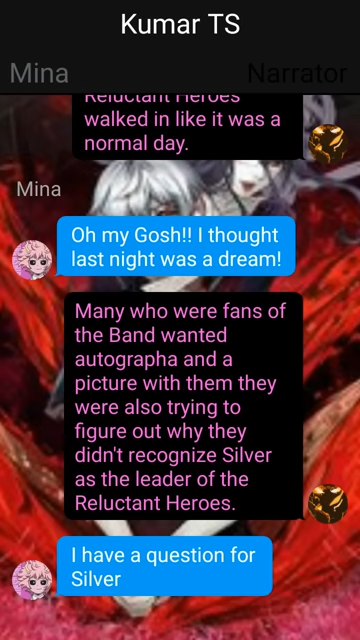 Kumar TS
Mina
Narrator
Reluctant Heroes
walked in like it was a
normal day.
Mina
Oh my Gosh!! I thought
last night was a dream!
Many who were fans of
the Band wanted
autographa and a
picture with them they
were also trying to
figure out why they
didn't recognize Silver
as the leader of the
Reluctant Heroes.
I have a question for
Silver